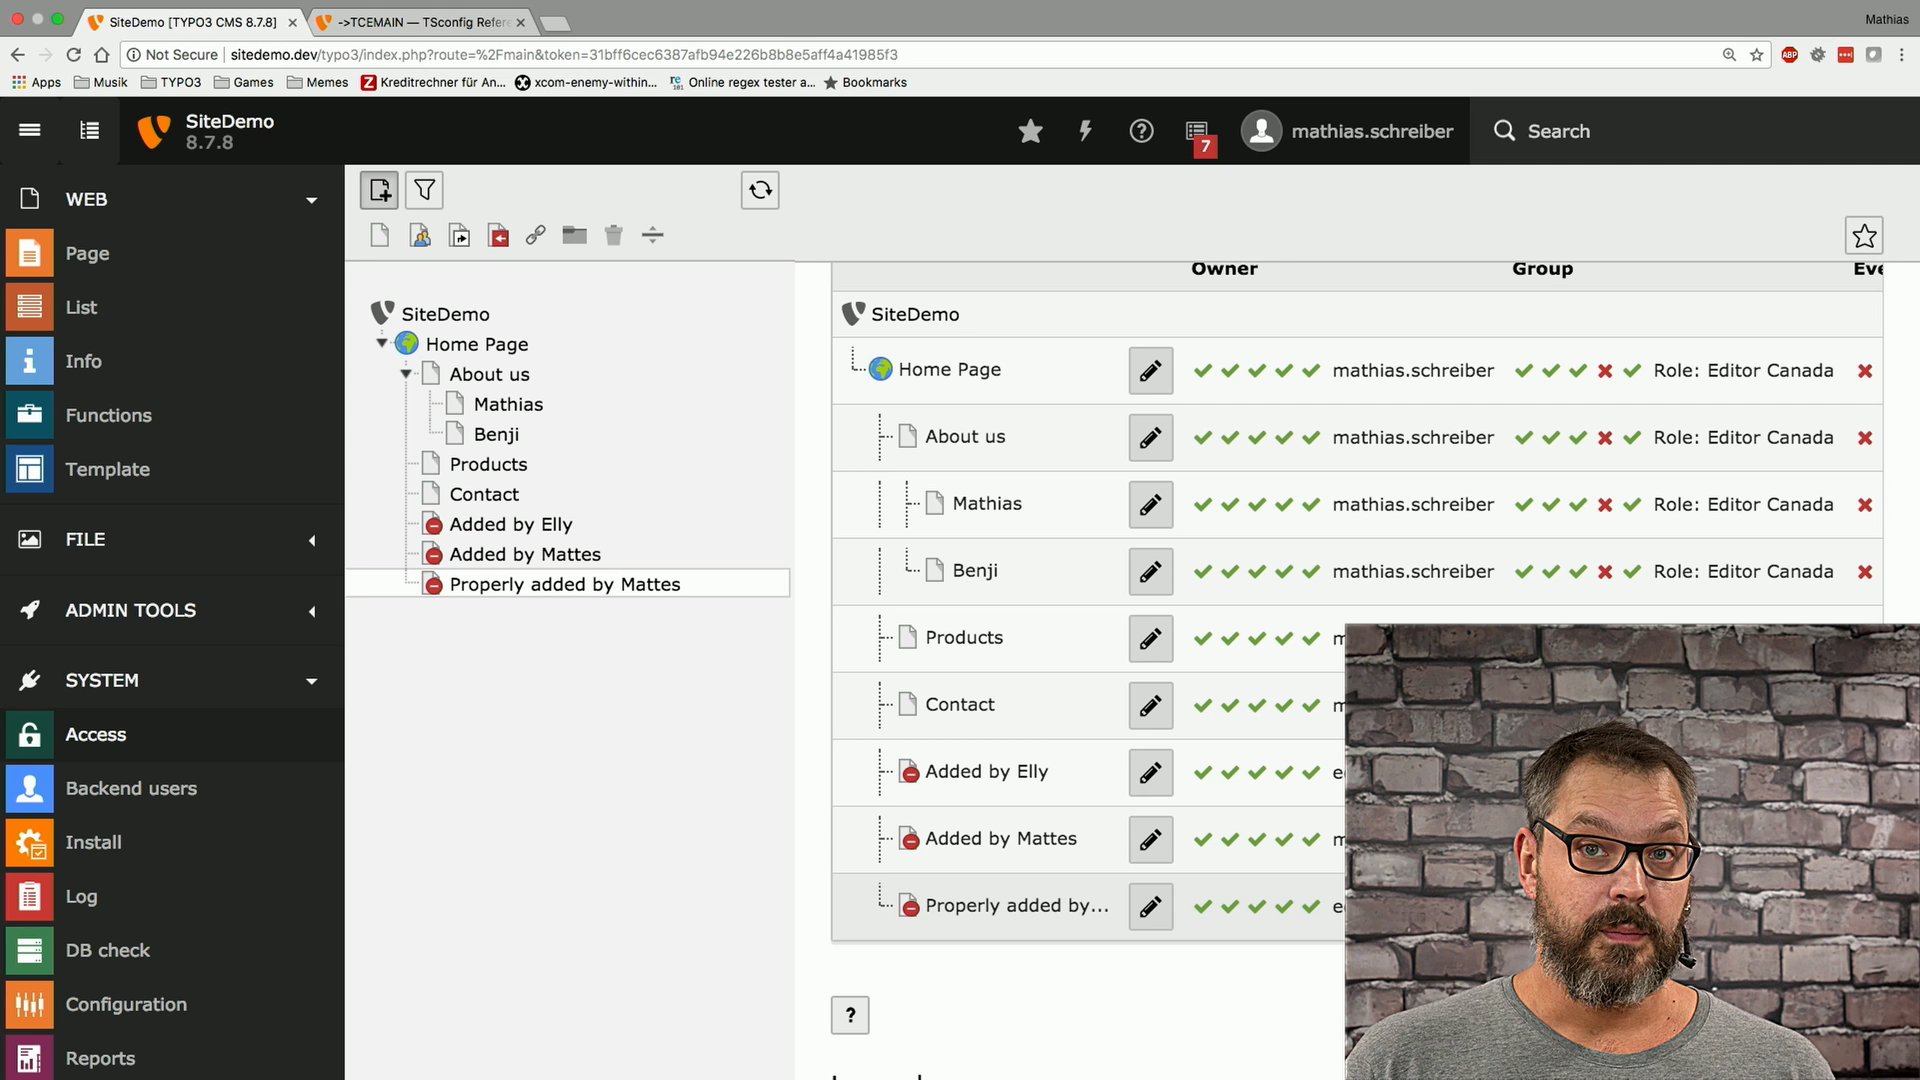 SiteDemo [TYPO3 CMS 8.7.8]
->TCEMAIN — TSconfig Refere
Mathias
Not Secure
sitedemo.dev/typo3/index.php?route=%2Fmain&token=31bff6cec6387afb94e226b8b8e5aff4a41985f3
ABP
Apps
Musik
TYPO3
Games
Memes
Kreditrechner für An...
xcom-enemy-within...
Online regex tester a...
Bookmarks
SiteDemo
8.7.8
7
mathias.schreiber
Search
WEB
Page
List
Info
Functions
Template
FILE
ADMIN TOOLS
SYSTEM
Access
Backend users
Install
Log
DB check
Configuration
Reports
SiteDemo
Home Page
About us
Mathias
Benji
Products
Contact
Added by Elly
Added by Mattes
Properly added by Mattes
Owner Group Eve
SiteDemo
Home Page mathias.schreiber Role: Editor Canada
About us mathias.schreiber Role: Editor Canada
Mathias mathias.schreiber Role: Editor Canada
Benji mathias.schreiber Role: Editor Canada
Products
Contact
Added by Elly
Added by Mattes
Properly added by...
?